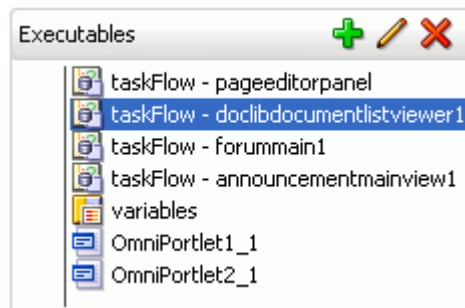 Executables
taskFlow - pageeditorpanel
taskFlow - doclibdocumentlistviewer1
taskFlow - forummain1
taskFlow - announcementmainview1
variables
OmniPortlet1_1
OmniPortlet2_1